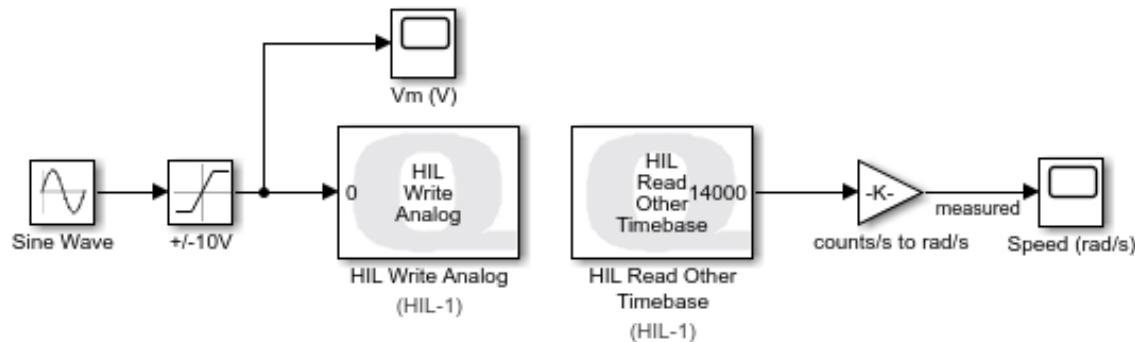 Vm (V)
Sine Wave
+/-10V
0
HIL
Write
Analog
HIL Write Analog
(HIL-1)
HIL
Read
Other
Timebase
14000
HIL Read Other
Timebase
(HIL-1)
-K-
counts/s to rad/s
measured
Speed (rad/s)